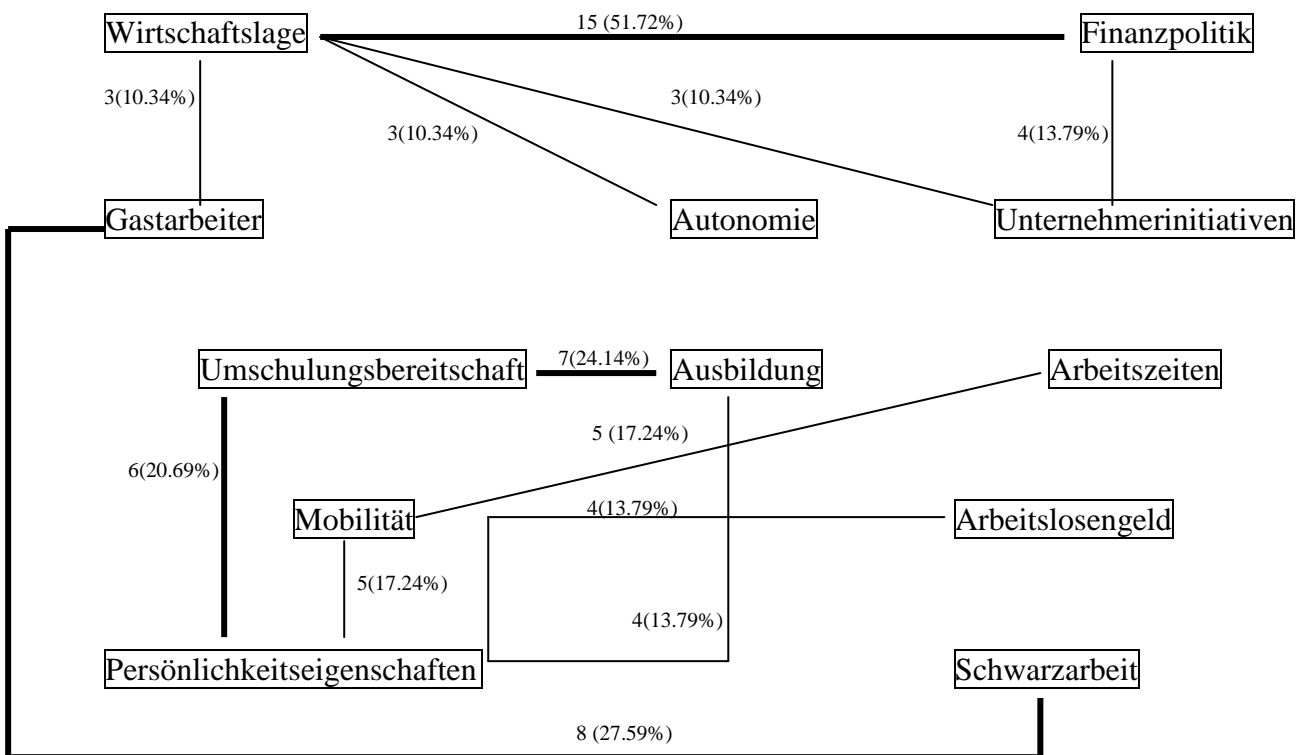 15 (51.72%)
Wirtschaftslage
Finanzpolitik
3(10.34%)
3(10.34%)
3(10.34%)
4(13.79%)
Gastarbeiter
Autonomie
Unternehmerinitiativen
7(24.14%)
Umschulungsbereitschaft
Ausbildung
Arbeitszeiten
5 (17.24%)
6(20.69%)
4(13.79%)
Mobilität
Arbeitslosengeld
5(17.24%)
4(13.79%)
Persönlichkeitseigenschaften
Schwarzarbeit
8 (27.59%)